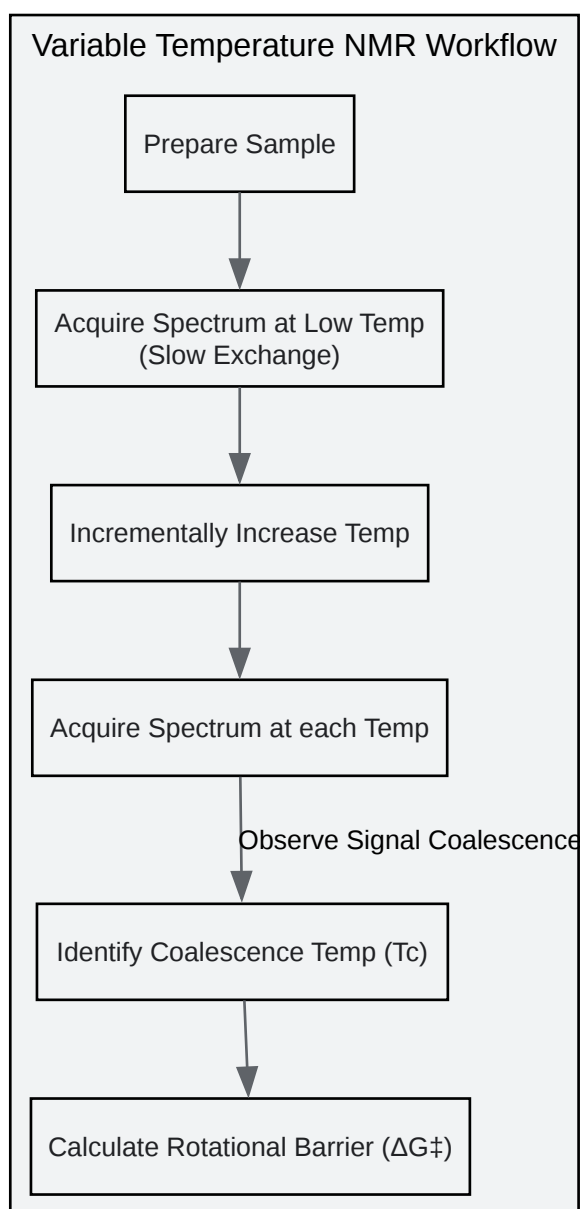 Variable Temperature NMR Workflow
Prepare Sample
Acquire Spectrum at Low Temp
(Slow Exchange)
Incrementally Increase Temp
Acquire Spectrum at each Temp
Observe Signal Coalescence
Identify Coalescence Temp (Tc)
Calculate Rotational Barrier (ΔG‡)